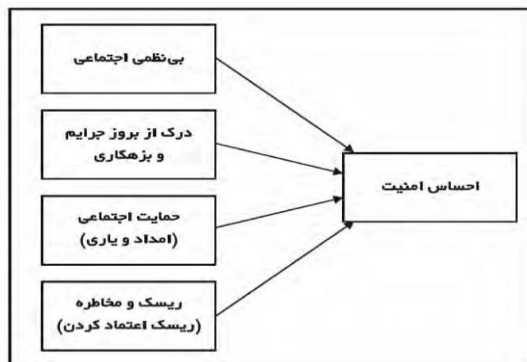 بی‌نظمی اجتماعی
درک از بروز جرایم
و بزهکاری
احساس امنیت
حمایت اجتماعی
(امداد و یاری)
ریسک و مخاطره
(ریسک اعتماد کردن)